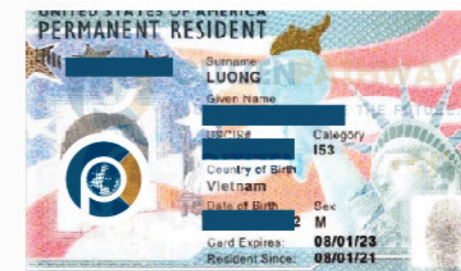 UNITED STATES OF AMERICA
PERMANENT RESIDENT
Surname
LUONG
Given Name
USCIS# Category
I53
Country of Birth
Vietnam
Date of Birth Sex
2 M
Card Expires: 08/01/23
Resident Since: 08/01/21